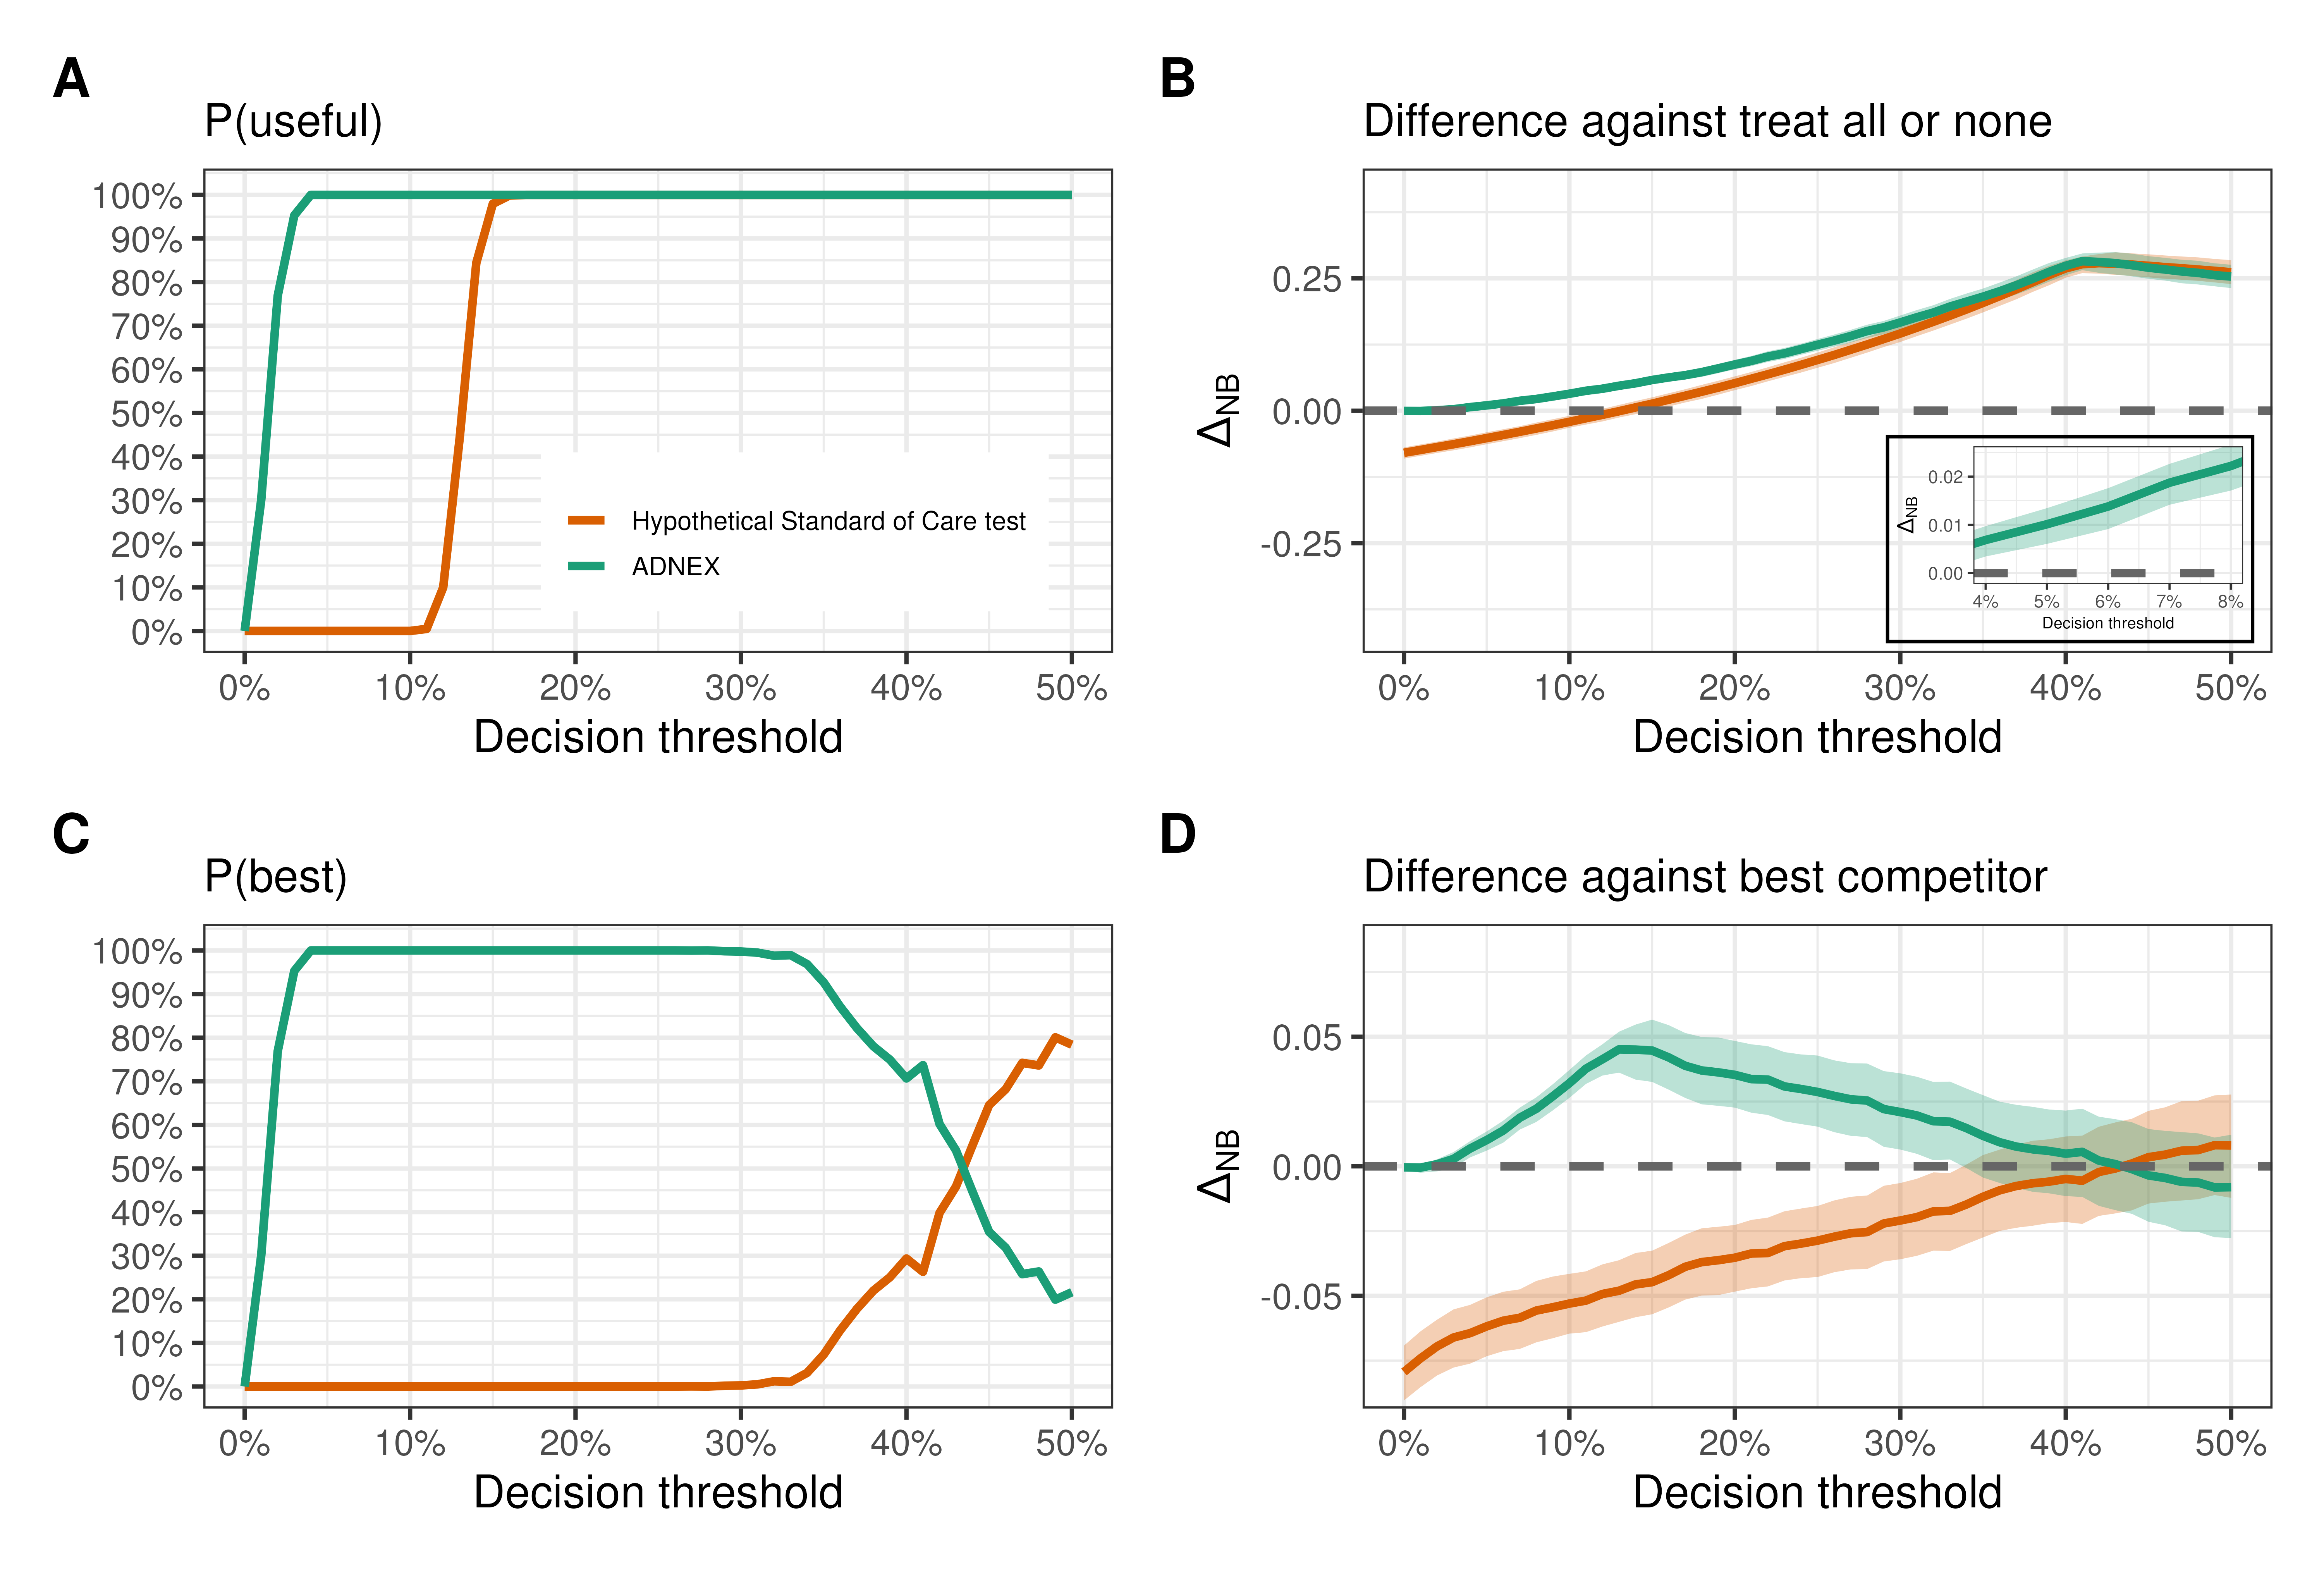 A
P(useful)
100%
90%
80%
70%
60%
50%
40%
30%
20%
10%
0%
Hypothetical Standard of Care test
ADNEX
0% 10% 20% 30% 40% 50%
Decision threshold
B
Difference against treat all or none
ΔNB
0.25
0.00
-0.25
ΔNB
0.02
0.01
0.00
4% 5% 6% 7% 8%
Decision threshold
0% 10% 20% 30% 40% 50%
Decision threshold
C
P(best)
100%
90%
80%
70%
60%
50%
40%
30%
20%
10%
0%
0% 10% 20% 30% 40% 50%
Decision threshold
D
Difference against best competitor
ΔNB
0.05
0.00
-0.05
0% 10% 20% 30% 40% 50%
Decision threshold